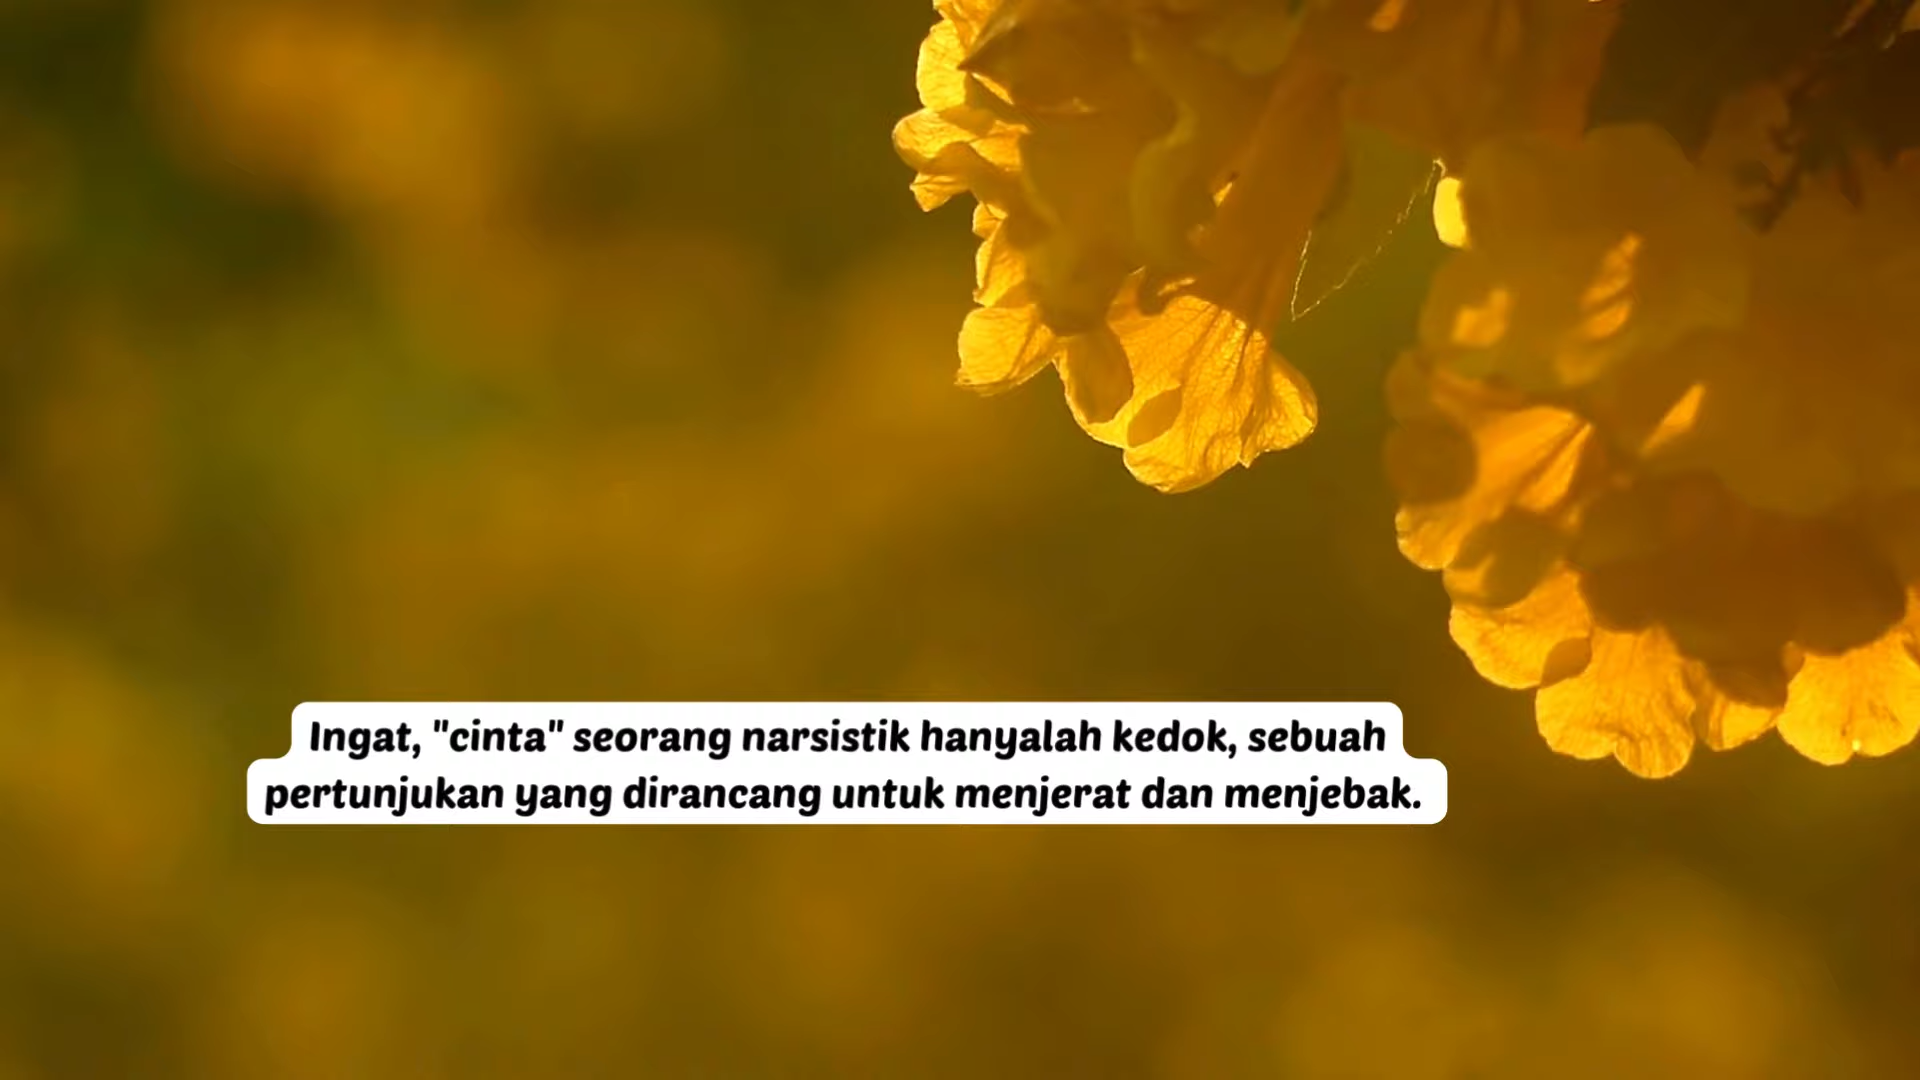 Ingat, "cinta" seorang narsistik hanyalah kedok, sebuah
pertunjukan yang dirancang untuk menjerat dan menjebak.